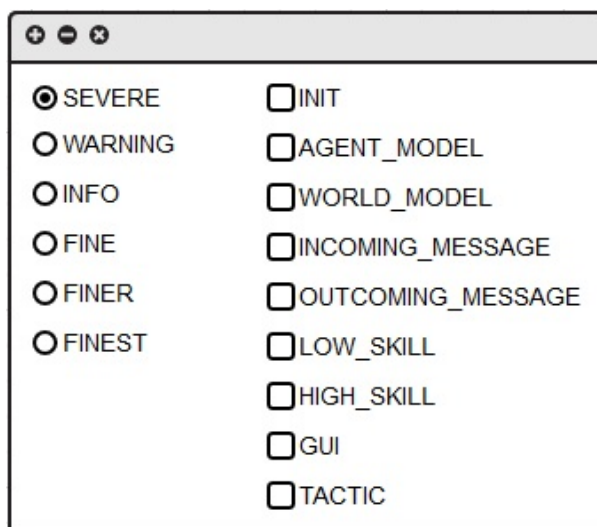 SEVERE
WARNING
INFO
FINE
FINER
FINEST
INIT
AGENT_MODEL
WORLD_MODEL
INCOMING_MESSAGE
OUTCOMING_MESSAGE
LOW_SKILL
HIGH_SKILL
GUI
TACTIC